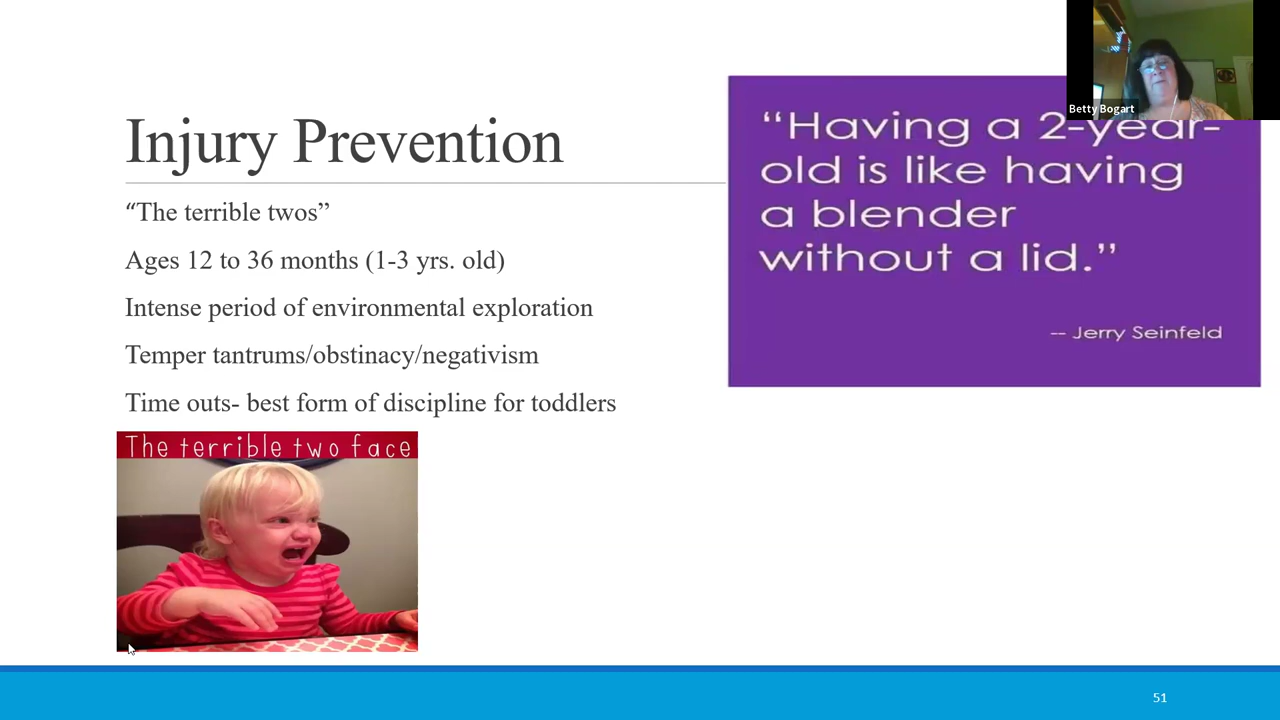 Betty Bogart
Injury Prevention
“The terrible twos”
Ages 12 to 36 months (1-3 yrs. old)
Intense period of environmental exploration
Temper tantrums/obstinacy/negativism
Time outs- best form of discipline for toddlers
“Having a 2-year-
old is like having
a blender
without a lid.”
-- Jerry Seinfeld
The terrible two face
51